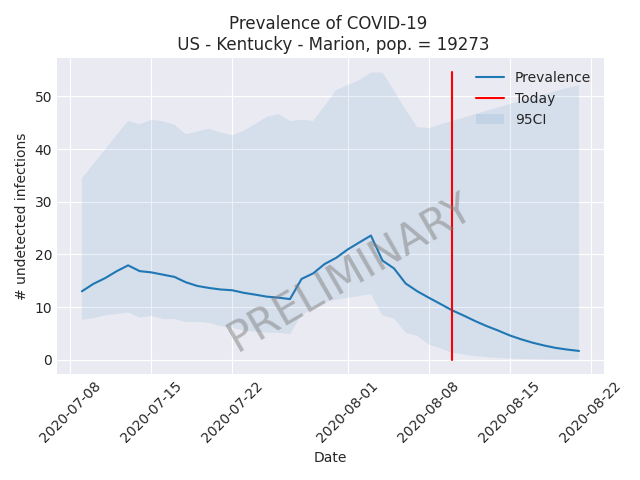 Prevalence of COVID-19
US - Kentucky - Marion, pop. = 19273
Prevalence
Today
95CI
# undetected infections
50
40
30
20
10
0
PRELIMINARY
2020-07-08
2020-07-15
2020-07-22
2020-08-01
2020-08-08
2020-08-15
2020-08-22
Date